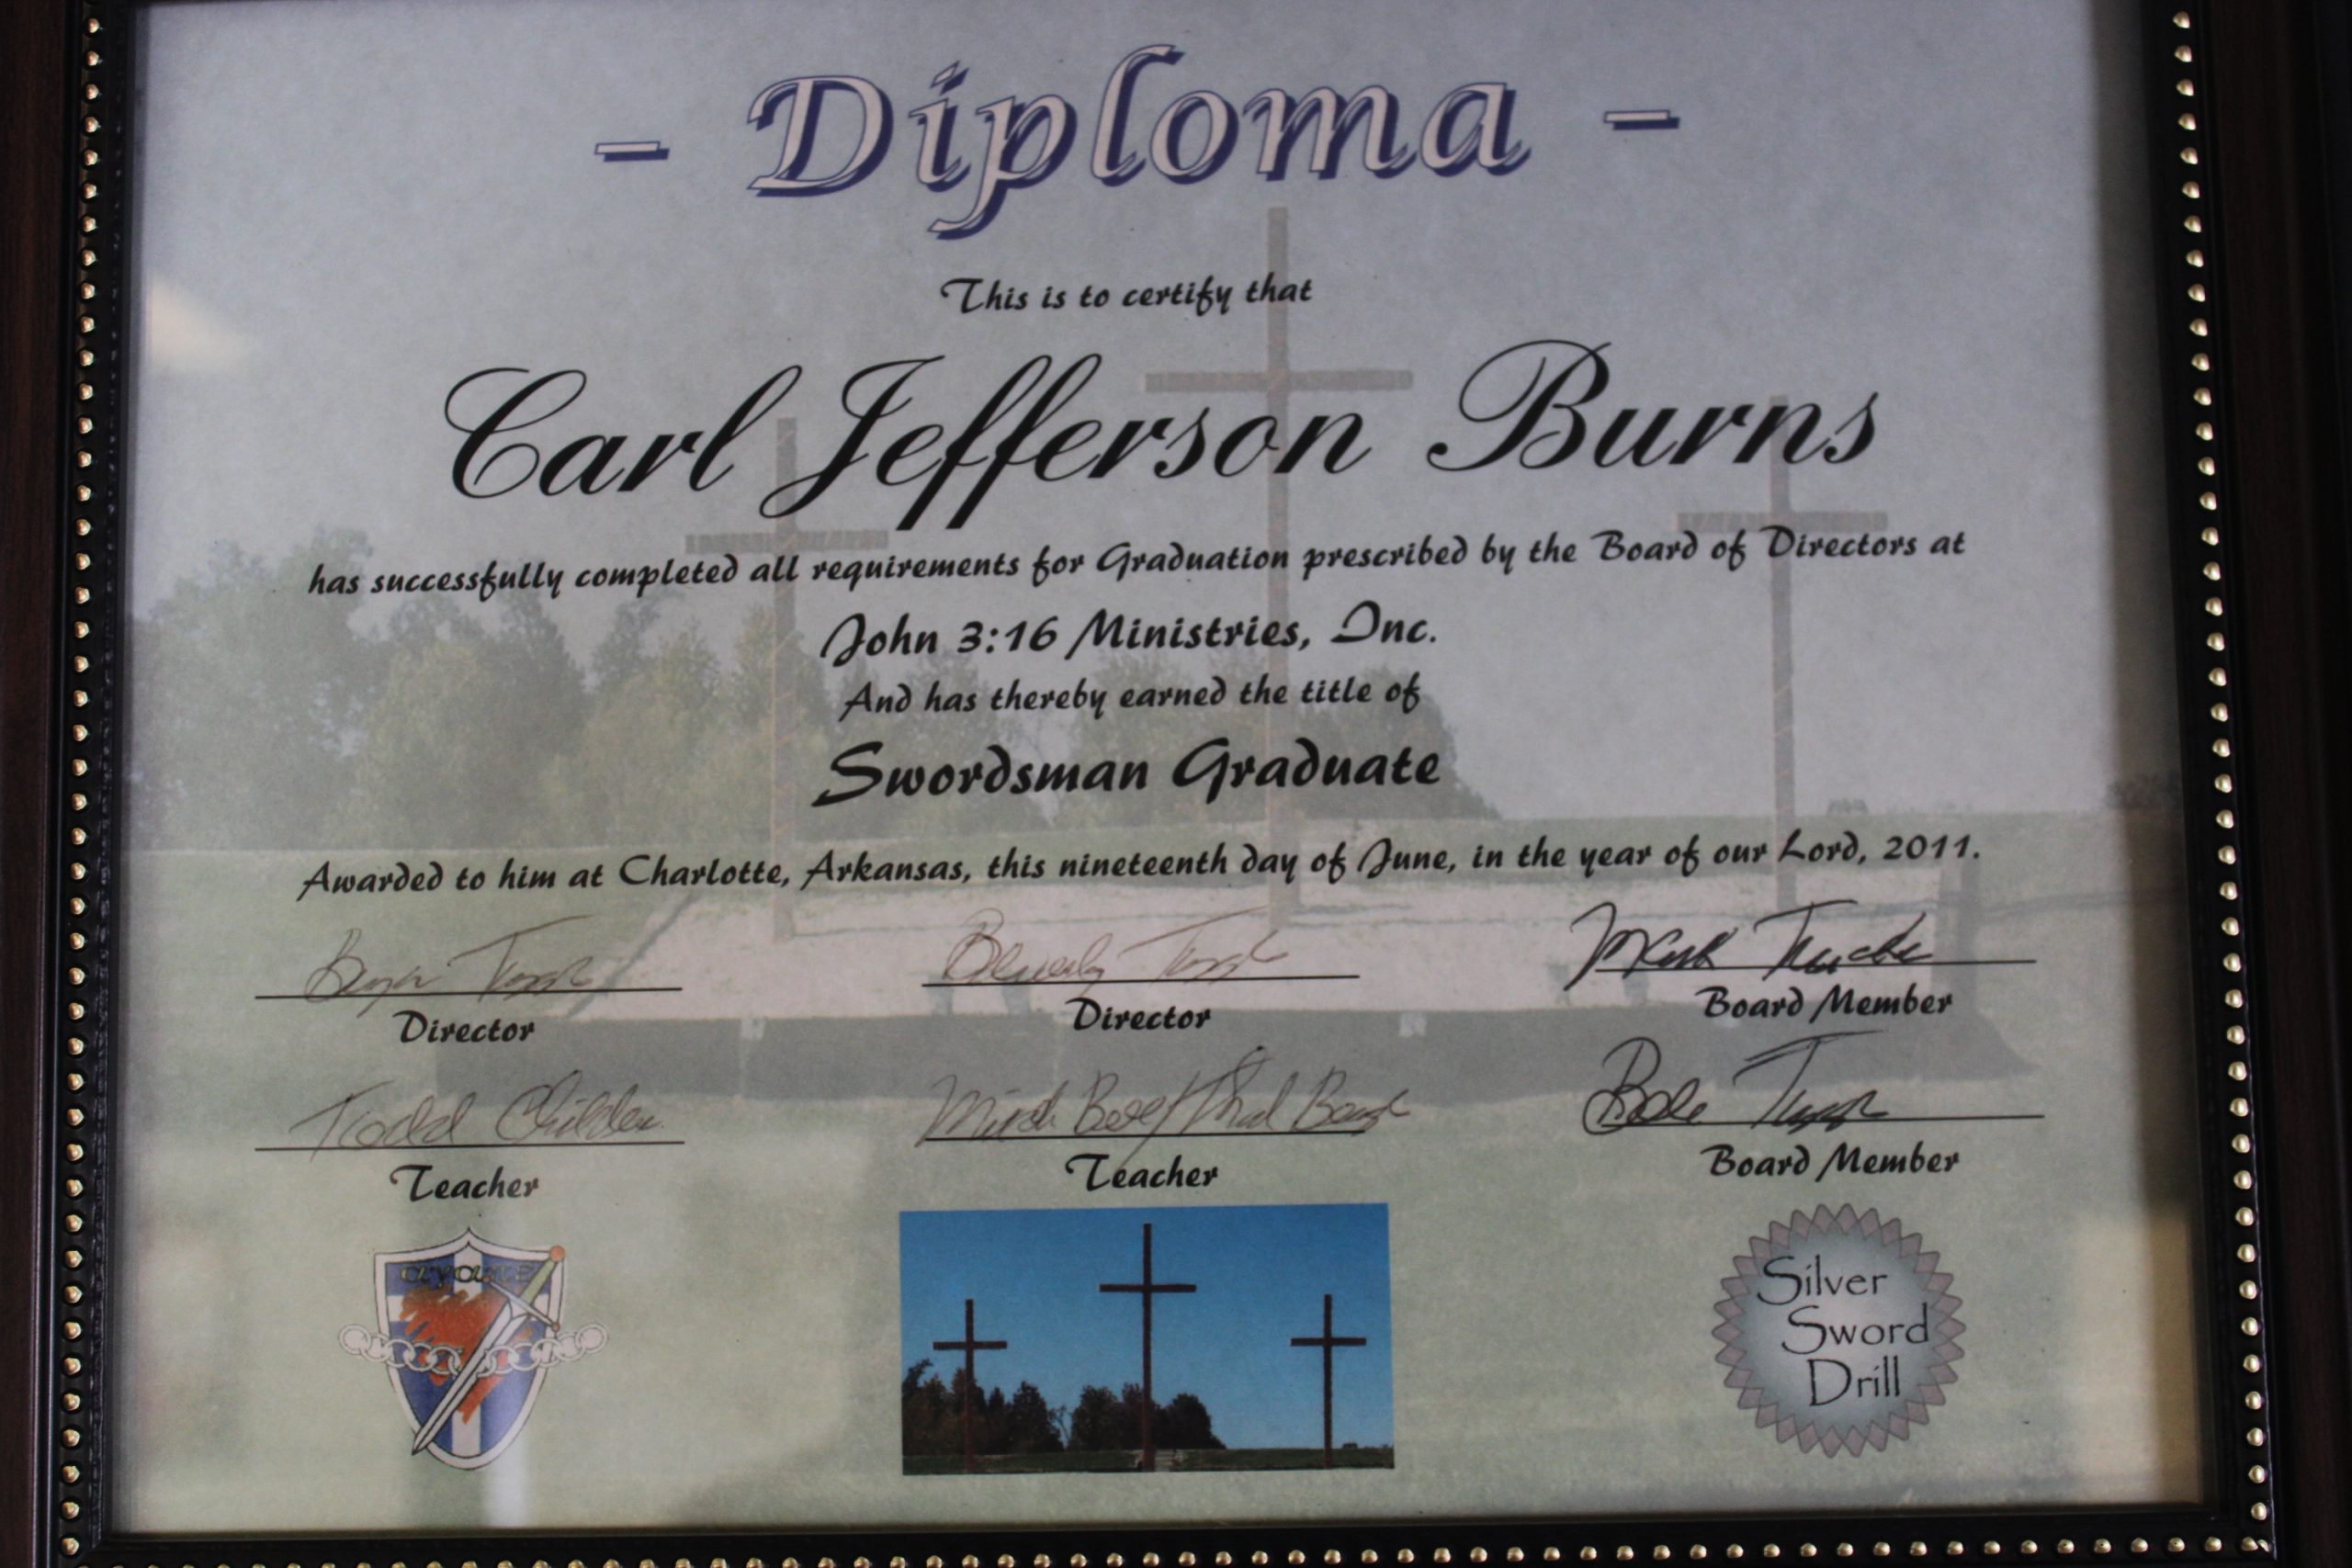 - Diploma -
This is to certify that
Carl Jefferson Burns
has successfully completed all requirements for Graduation prescribed by the Board of Directors at
John 3:16 Ministries, Inc.
And has thereby earned the title of
Swordsman Graduate
Awarded to him at Charlotte, Arkansas, this nineteenth day of June, in the year of our Lord, 2011.
Beverly
Director
Director
Board Member
Todd
Teacher
Teacher
Board Member
Silver
Sword
Drill